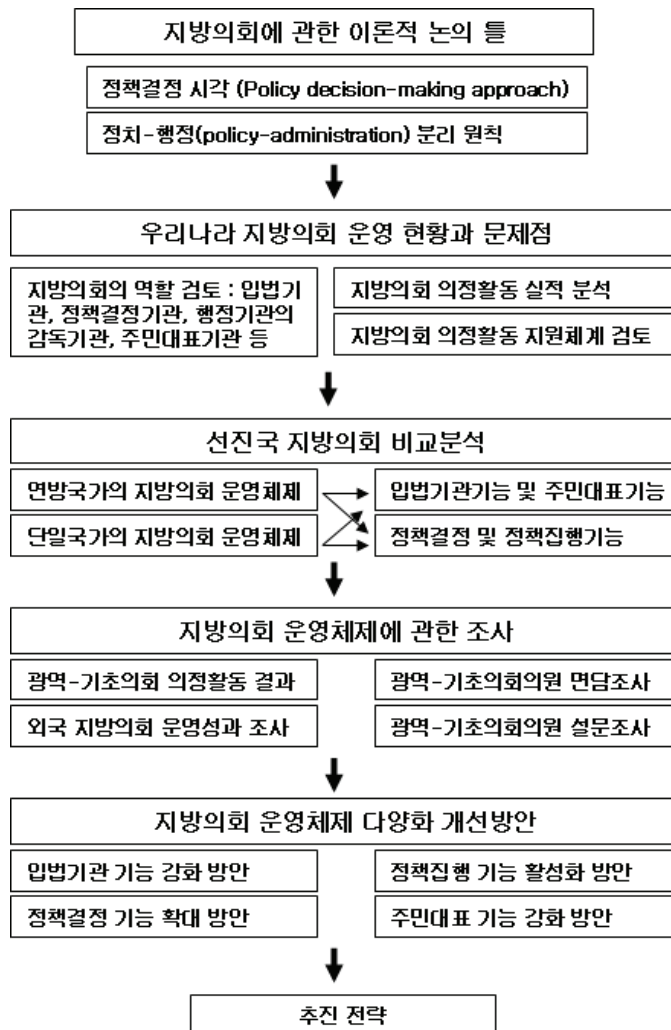 지방의회에 관한 이론적 논의 틀
정책결정 시각 (Policy decision-making approach)
정치-행정(policy-administration) 분리 원칙
우리나라 지방의회 운영 현황과 문제점
지방의회의 역할 검토 : 입법기
관, 정책결정기관, 행정기관의
감독기관, 주민대표기관 등
지방의회 의정활동 실적 분석
지방의회 의정활동 지원체계 검토
선진국 지방의회 비교분석
연방국가의 지방의회 운영체제
단일국가의 지방의회 운영체제
입법기관기능 및 주민대표기능
정책결정 및 정책집행기능
지방의회 운영체제에 관한 조사
광역-기초의회 의정활동 결과
외국 지방의회 운명성과 조사
광역-기초의회의원 면담조사
광역-기초의회의원 설문조사
지방의회 운영체제 다양화 개선방안
입법기관 기능 강화 방안
정책결정 기능 확대 방안
정책집행 기능 활성화 방안
주민대표 기능 강화 방안
추진 전략